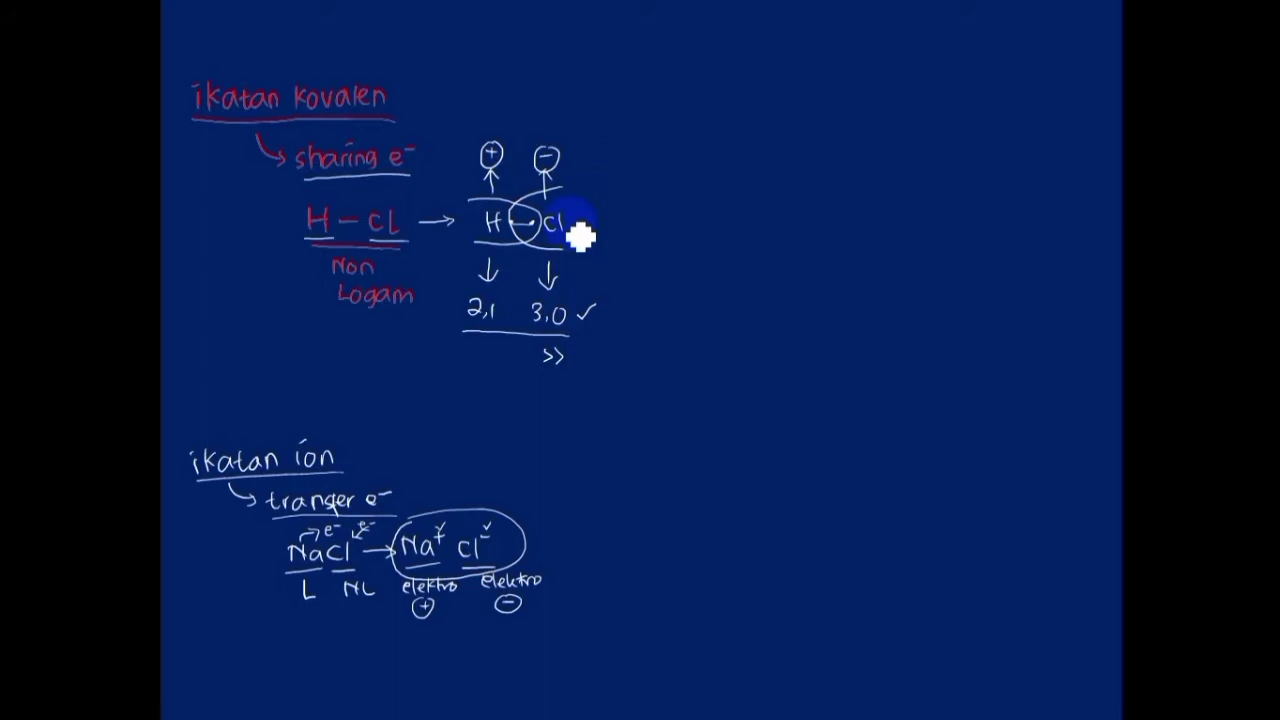 ikatan kovalen
sharing e⁻
H – Cl → H – Cl
+ −
Non
Logam
2,1 3,0 ✓
>>
ikatan ion
transfer e⁻
e⁻ e⁻
NaCl → Na⁺ Cl⁻
L NL
elektro elektro
+ −